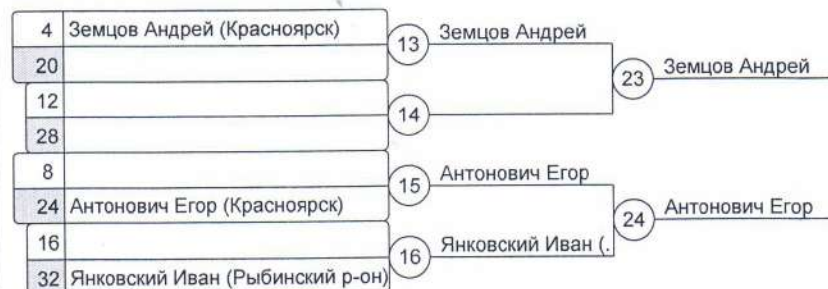 4 Земцов Андрей (Красноярск)
13 Земцов Андрей
20
23 Земцов Андрей
12
14
28
8
15 Антонович Егор
24 Антонович Егор (Красноярск)
24 Антонович Егор
16
16 Янковский Иван (.
32 Янковский Иван (Рыбинский р-он)